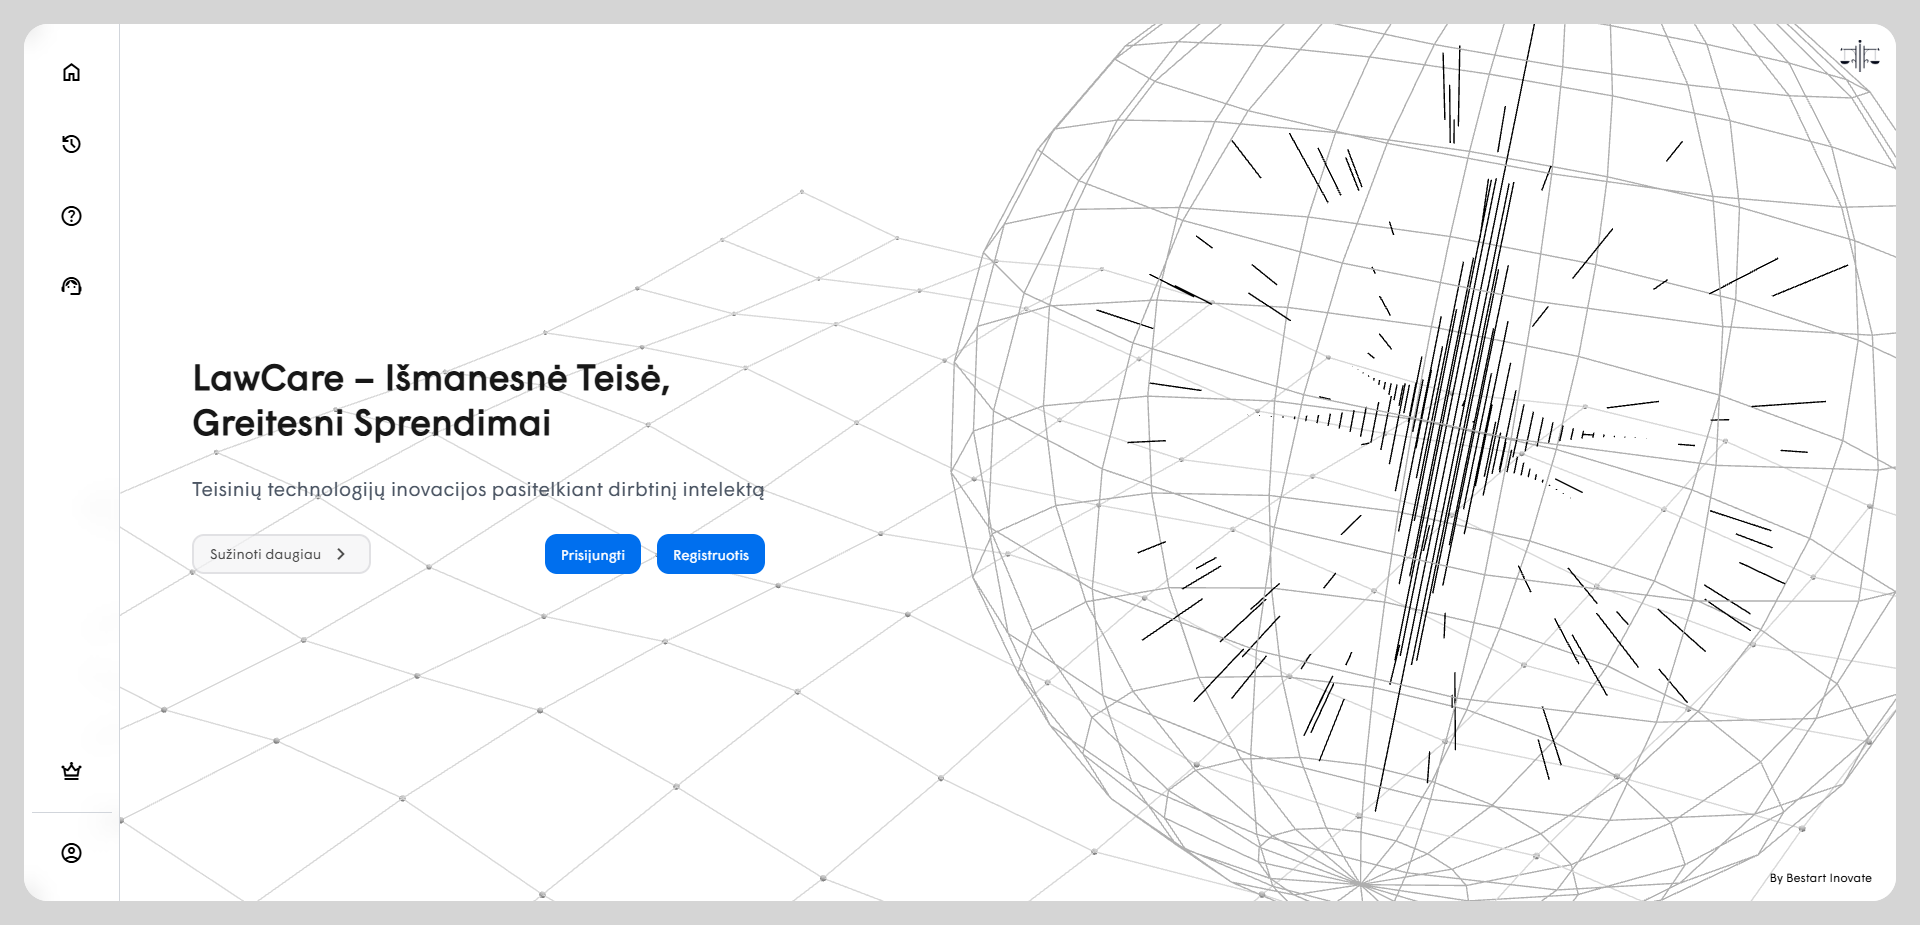 LawCare – Išmanesnė Teisė,
Greitesni Sprendimai
Teisinių technologijų inovacijos pasitelkiant dirbtinį intelektą
Sužinoti daugiau
Prisijungti
Registruotis
By Bestart Inovate